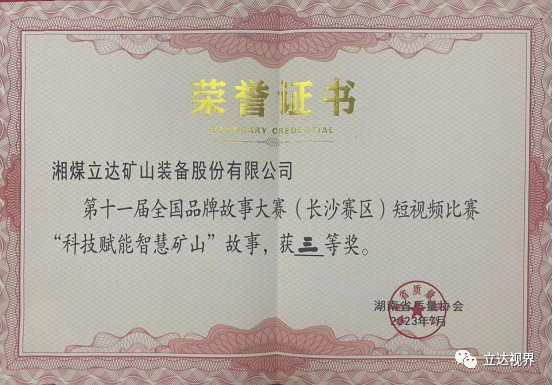 荣誉证书
HONORARY CREDENTIAL
湘煤立达矿山装备股份有限公司
第十一届全国品牌故事大赛（长沙赛区）短视频比赛
“科技赋能智慧矿山”故事，获三等奖。
湖南省质量协会
2023年7月
立达视界